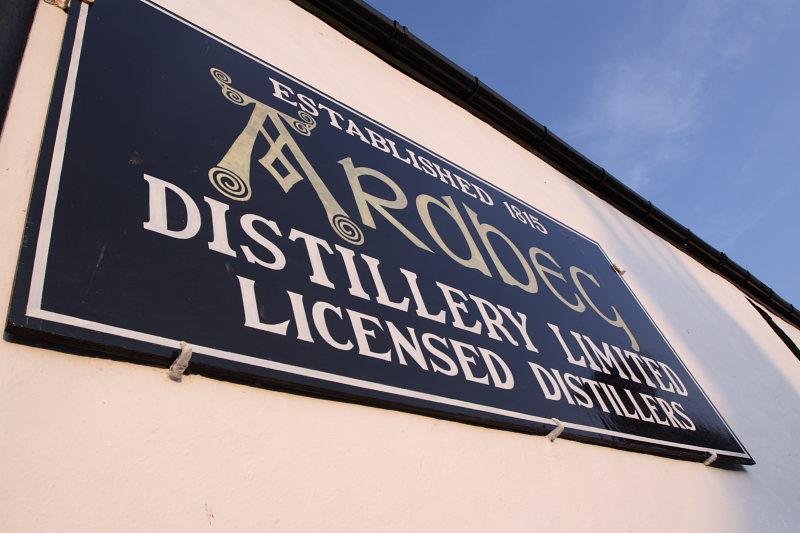 ESTABLISHED 1815
Ardbeg
DISTILLERY LIMITED
LICENSED DISTILLERS